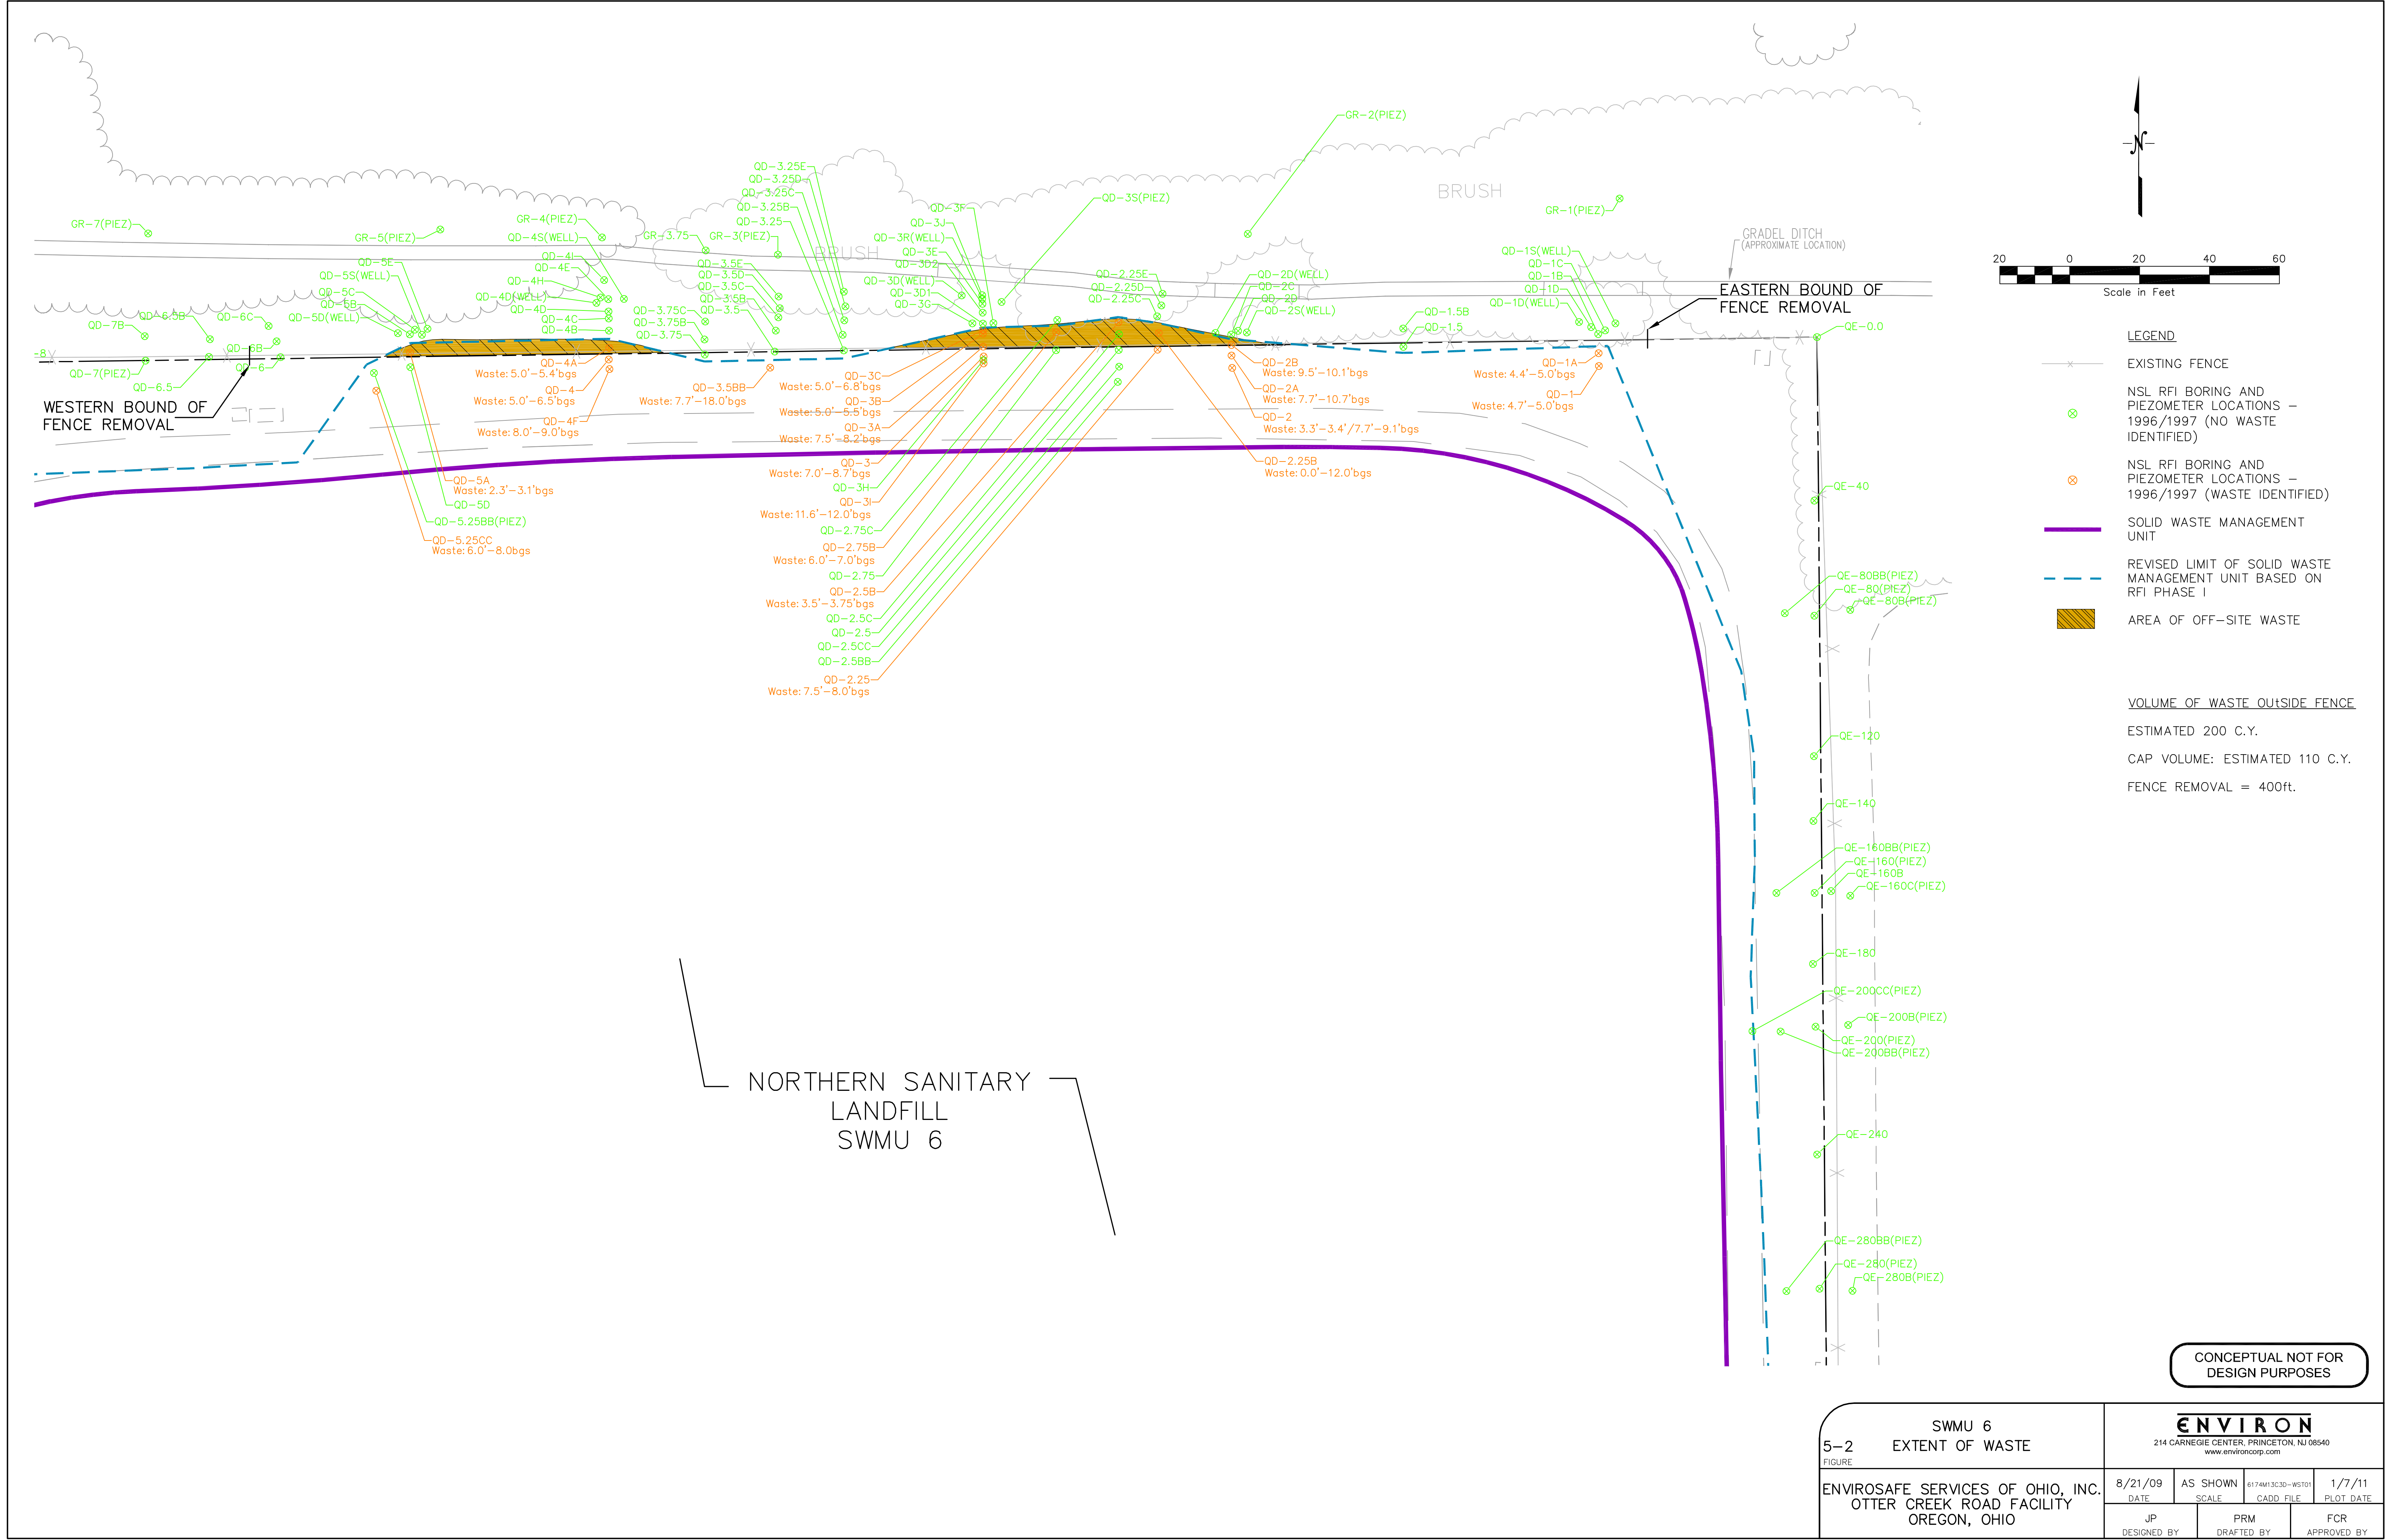 GR-2(PIEZ)
QD-3.25E
QD-3.25D
QD-3.25C
QD-3.25B
QD-3.25
QD-3S(PIEZ)
BRUSH
GR-1(PIEZ)
QD-3F
QD-3J
QD-3R(WELL)
QD-3E
QD-3D2
QD-3D(WELL)
QD-3D1
QD-3G
GR-7(PIEZ)
GR-5(PIEZ)
GR-4(PIEZ)
QD-4S(WELL)
QD-4I
QD-4E
QD-4H
QD-4D(WELL)
QD-4D
QD-4C
QD-4B
GR-3.75
GR-3(PIEZ)
BRUSH
QD-3.5E
QD-3.5D
QD-3.5C
QD-3.5B
QD-3.5
QD-3.75C
QD-3.75B
QD-3.75
QD-5E
QD-5S(WELL)
QD-5C
QD-5B
QD-5D(WELL)
QD-6.5B
QD-6C
QD-7B
QD-6B
QD-6
-8
QD-7(PIEZ)
QD-6.5
WESTERN BOUND OF
FENCE REMOVAL
QD-2.25E
QD-2.25D
QD-2.25C
QD-2D(WELL)
QD-2C
QD-2D
QD-2S(WELL)
QD-1.5B
QD-1.5
QD-1S(WELL)
QD-1C
QD-1B
QD-1D
QD-1D(WELL)
GRADEL DITCH
(APPROXIMATE LOCATION)
EASTERN BOUND OF
FENCE REMOVAL
QE-0.0
QD-4A
Waste: 5.0'-5.4'bgs
QD-4
Waste: 5.0'-6.5'bgs
QD-4F
Waste: 8.0'-9.0'bgs
QD-3.5BB
Waste: 7.7'-18.0'bgs
QD-3C
Waste: 5.0'-6.8'bgs
QD-3B
Waste: 5.0'-5.5'bgs
QD-3A
Waste: 7.5'-8.2'bgs
QD-3
Waste: 7.0'-8.7'bgs
QD-3H
QD-3I
Waste: 11.6'-12.0'bgs
QD-2.75C
QD-2.75B
Waste: 6.0'-7.0'bgs
QD-2.75
QD-2.5B
Waste: 3.5'-3.75'bgs
QD-2.5C
QD-2.5
QD-2.5CC
QD-2.5BB
QD-2.25
Waste: 7.5'-8.0'bgs
QD-2B
Waste: 9.5'-10.1'bgs
QD-2A
Waste: 7.7'-10.7'bgs
QD-2
Waste: 3.3'-3.4'/7.7'-9.1'bgs
QD-2.25B
Waste: 0.0'-12.0'bgs
QD-1A
Waste: 4.4'-5.0'bgs
QD-1
Waste: 4.7'-5.0'bgs
QD-5A
Waste: 2.3'-3.1'bgs
QD-5D
QD-5.25BB(PIEZ)
QD-5.25CC
Waste: 6.0'-8.0bgs
QE-40
QE-80BB(PIEZ)
QE-80(PIEZ)
QE-80B(PIEZ)
QE-120
QE-140
QE-160BB(PIEZ)
QE-160(PIEZ)
QE-160B
QE-160C(PIEZ)
QE-180
QE-200CC(PIEZ)
QE-200B(PIEZ)
QE-200(PIEZ)
QE-200BB(PIEZ)
QE-240
QE-280BB(PIEZ)
QE-280(PIEZ)
QE-280B(PIEZ)
NORTHERN SANITARY
LANDFILL
SWMU 6
N
20 0 20 40 60
Scale in Feet
LEGEND
EXISTING FENCE
NSL RFI BORING AND
PIEZOMETER LOCATIONS -
1996/1997 (NO WASTE
IDENTIFIED)
NSL RFI BORING AND
PIEZOMETER LOCATIONS -
1996/1997 (WASTE IDENTIFIED)
SOLID WASTE MANAGEMENT
UNIT
REVISED LIMIT OF SOLID WASTE
MANAGEMENT UNIT BASED ON
RFI PHASE I
AREA OF OFF-SITE WASTE
VOLUME OF WASTE OUtSIDE FENCE
ESTIMATED 200 C.Y.
CAP VOLUME: ESTIMATED 110 C.Y.
FENCE REMOVAL = 400ft.
CONCEPTUAL NOT FOR
DESIGN PURPOSES
SWMU 6
5-2 EXTENT OF WASTE
FIGURE
ENVIRON
214 CARNEGIE CENTER, PRINCETON, NJ 08540
www.environcorp.com
ENVIROSAFE SERVICES OF OHIO, INC.
OTTER CREEK ROAD FACILITY
OREGON, OHIO
8/21/09 AS SHOWN 6174M13C3D-WST01 1/7/11
DATE SCALE CADD FILE PLOT DATE
JP PRM FCR
DESIGNED BY DRAFTED BY APPROVED BY